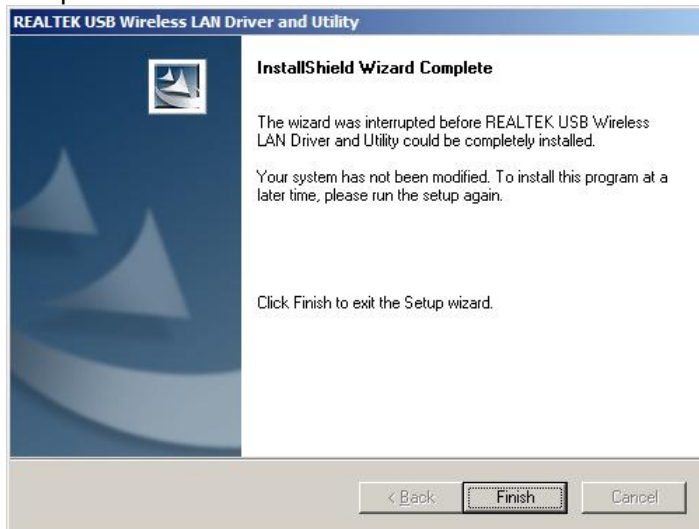 REALTEK USB Wireless LAN Driver and Utility
InstallShield Wizard Complete
The wizard was interrupted before REALTEK USB Wireless
LAN Driver and Utility could be completely installed.
Your system has not been modified. To install this program at a
later time, please run the setup again.
Click Finish to exit the Setup wizard.
< Back
Finish
Cancel